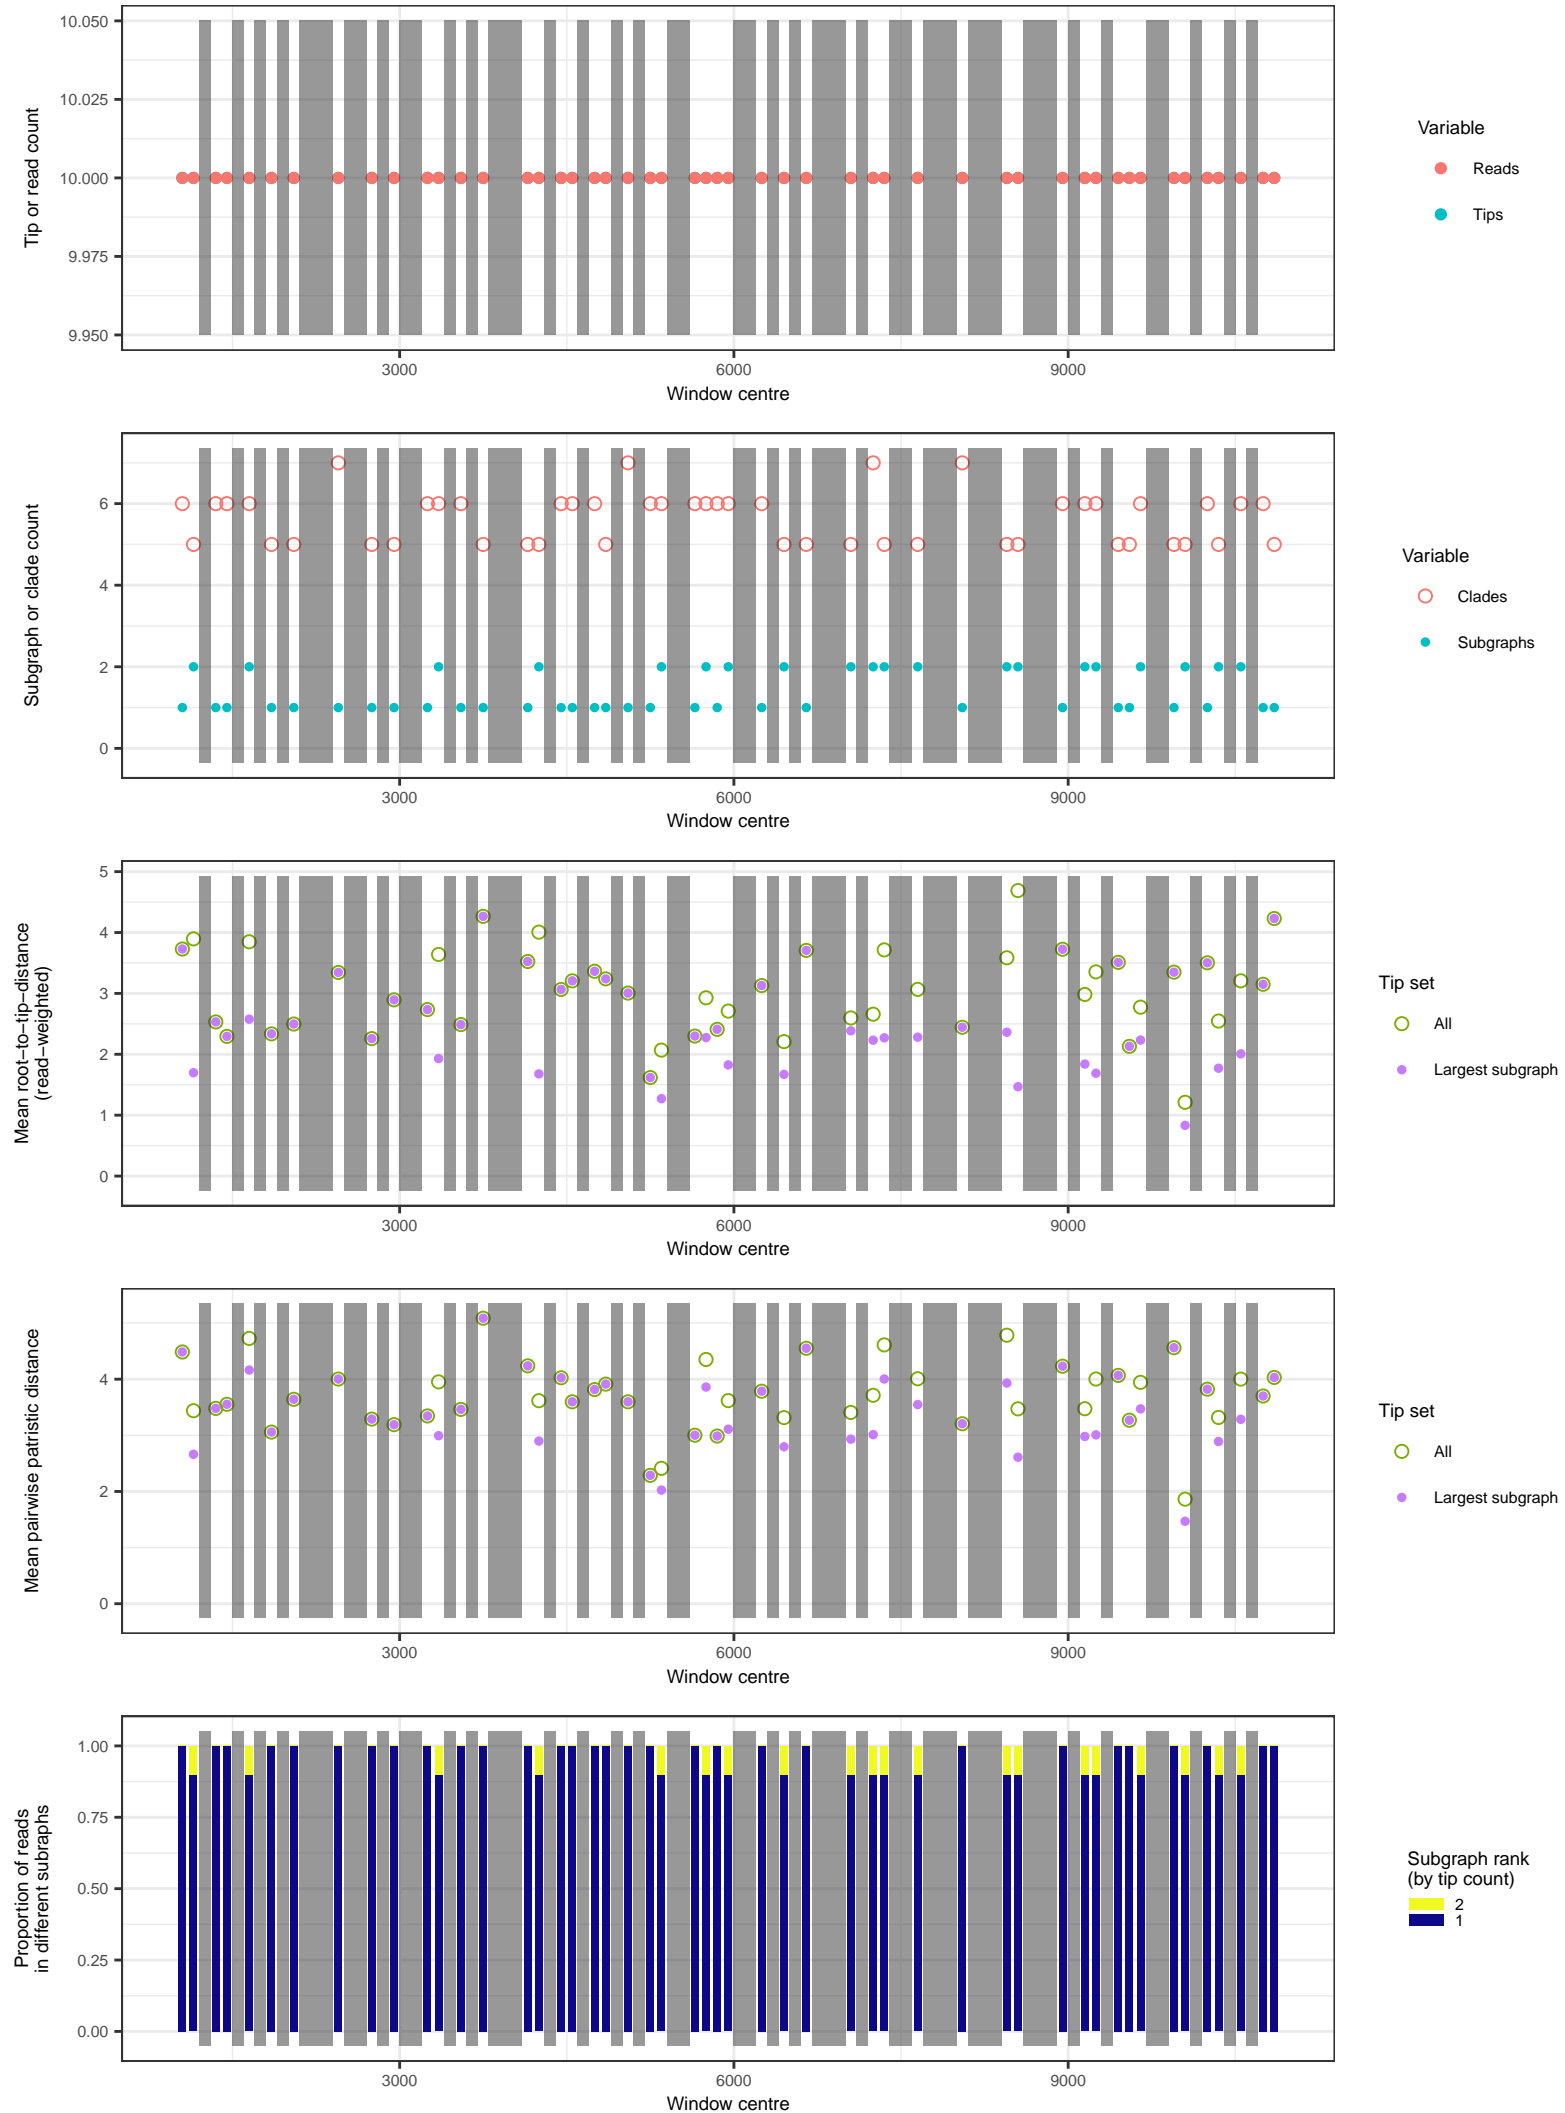 10.050
10.025
10.000
9.975
9.950
Tip or read count
3000
6000
9000
Window centre
Variable
Reads
Tips
6
4
2
0
Subgraph or clade count
3000
6000
9000
Window centre
Variable
Clades
Subgraphs
5
4
3
2
1
0
Mean root−to−tip−distance
(read−weighted)
3000
6000
9000
Window centre
Tip set
All
Largest subgraph
4
2
0
Mean pairwise patristic distance
3000
6000
9000
Window centre
Tip set
All
Largest subgraph
1.00
0.75
0.50
0.25
0.00
Proportion of reads
in different subraphs
3000
6000
9000
Window centre
Subgraph rank
(by tip count)
2
1